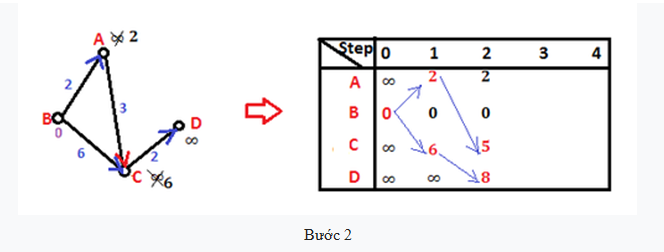 A ∞ 2
2
3
B
0
D
∞
6
2
C ∞ 6
Step 0 1 2 3 4
A ∞ 2 2
B 0 0 0
C ∞ 6 5
D ∞ ∞ 8
Bước 2